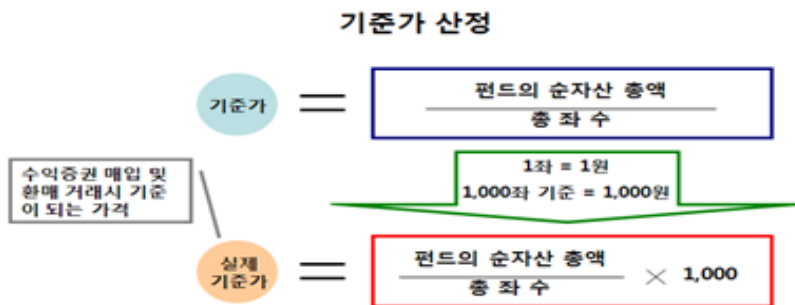 기준가 산정
기준가 = 펀드의 순자산 총액
총 좌 수
1좌 = 1원
1,000좌 기준 = 1,000원
수익증권 매입 및
환매 거래시 기준
이 되는 가격
실제
기준가 = 펀드의 순자산 총액
총 좌 수 × 1,000